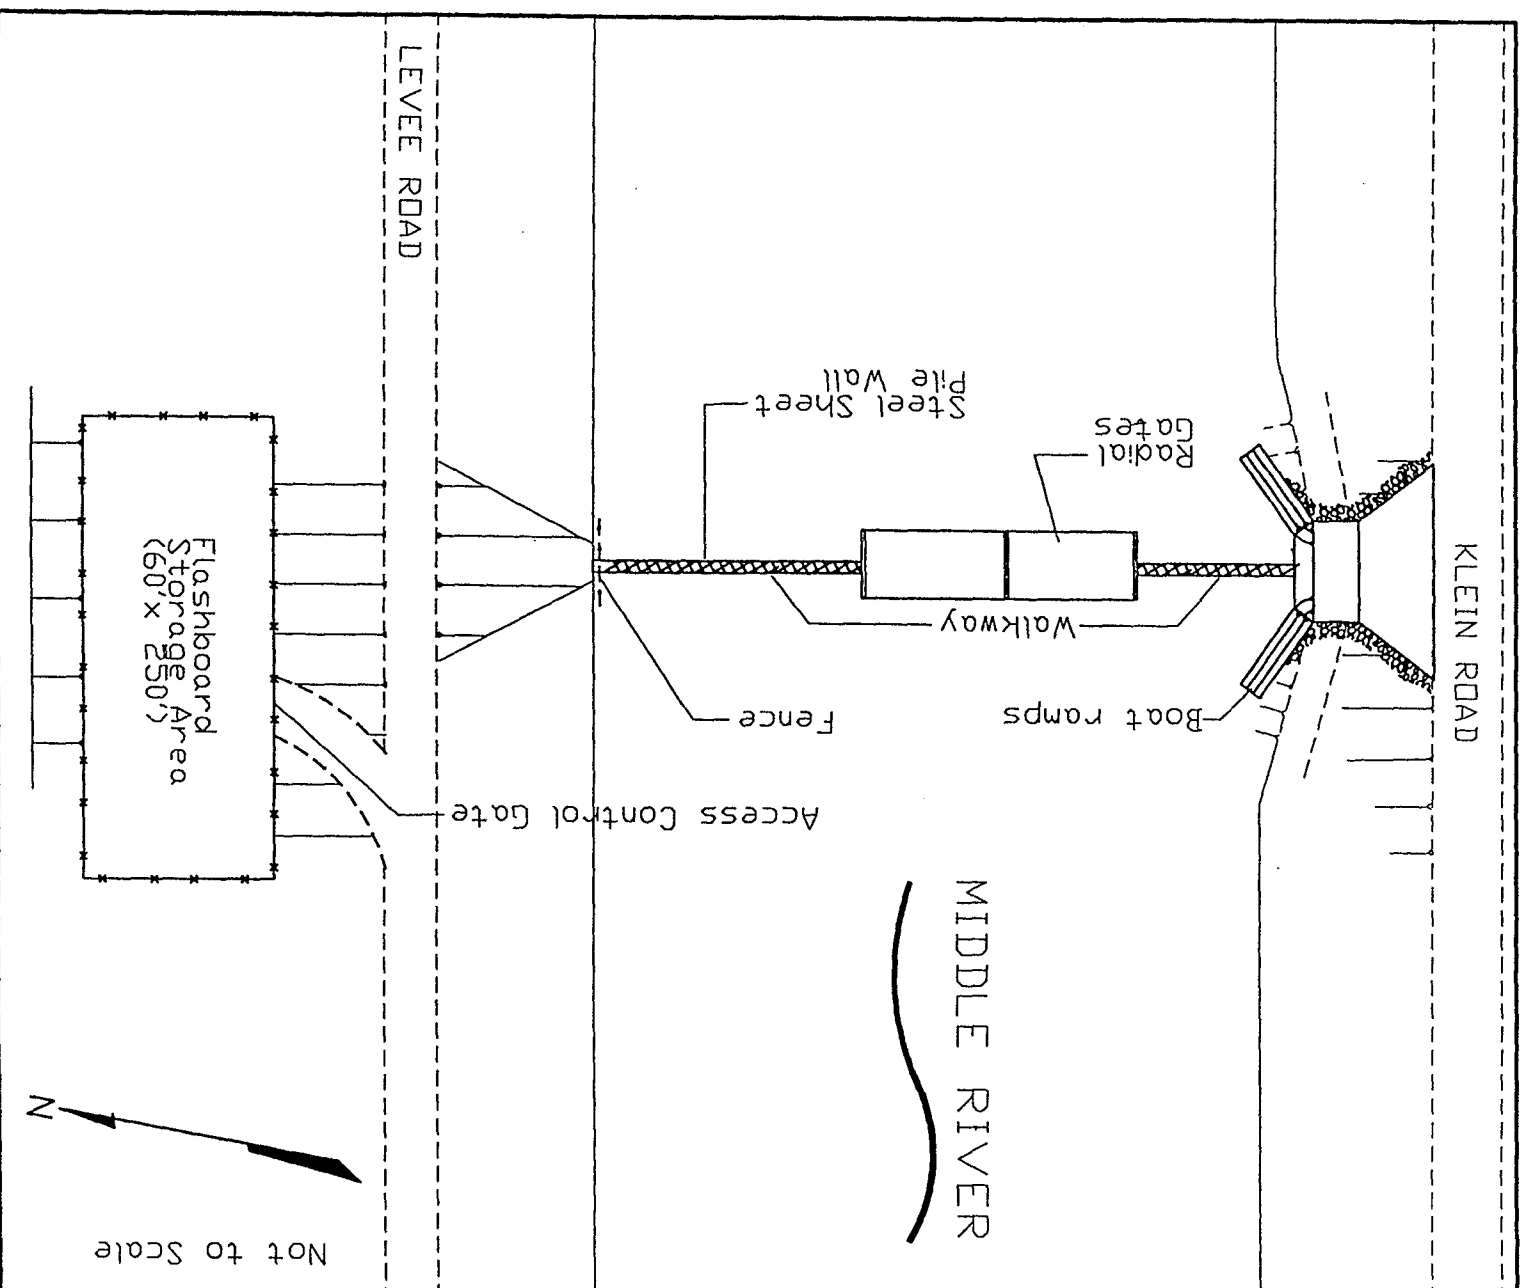 LEVEE ROAD
KLEIN ROAD
Steel Sheet
Pile Wall
Radial
Gates
Walkway
Fence
Boat ramps
Access Control Gate
Flashboard
Storage Area
(60'x 250')
MIDDLE RIVER
N
Not to Scale